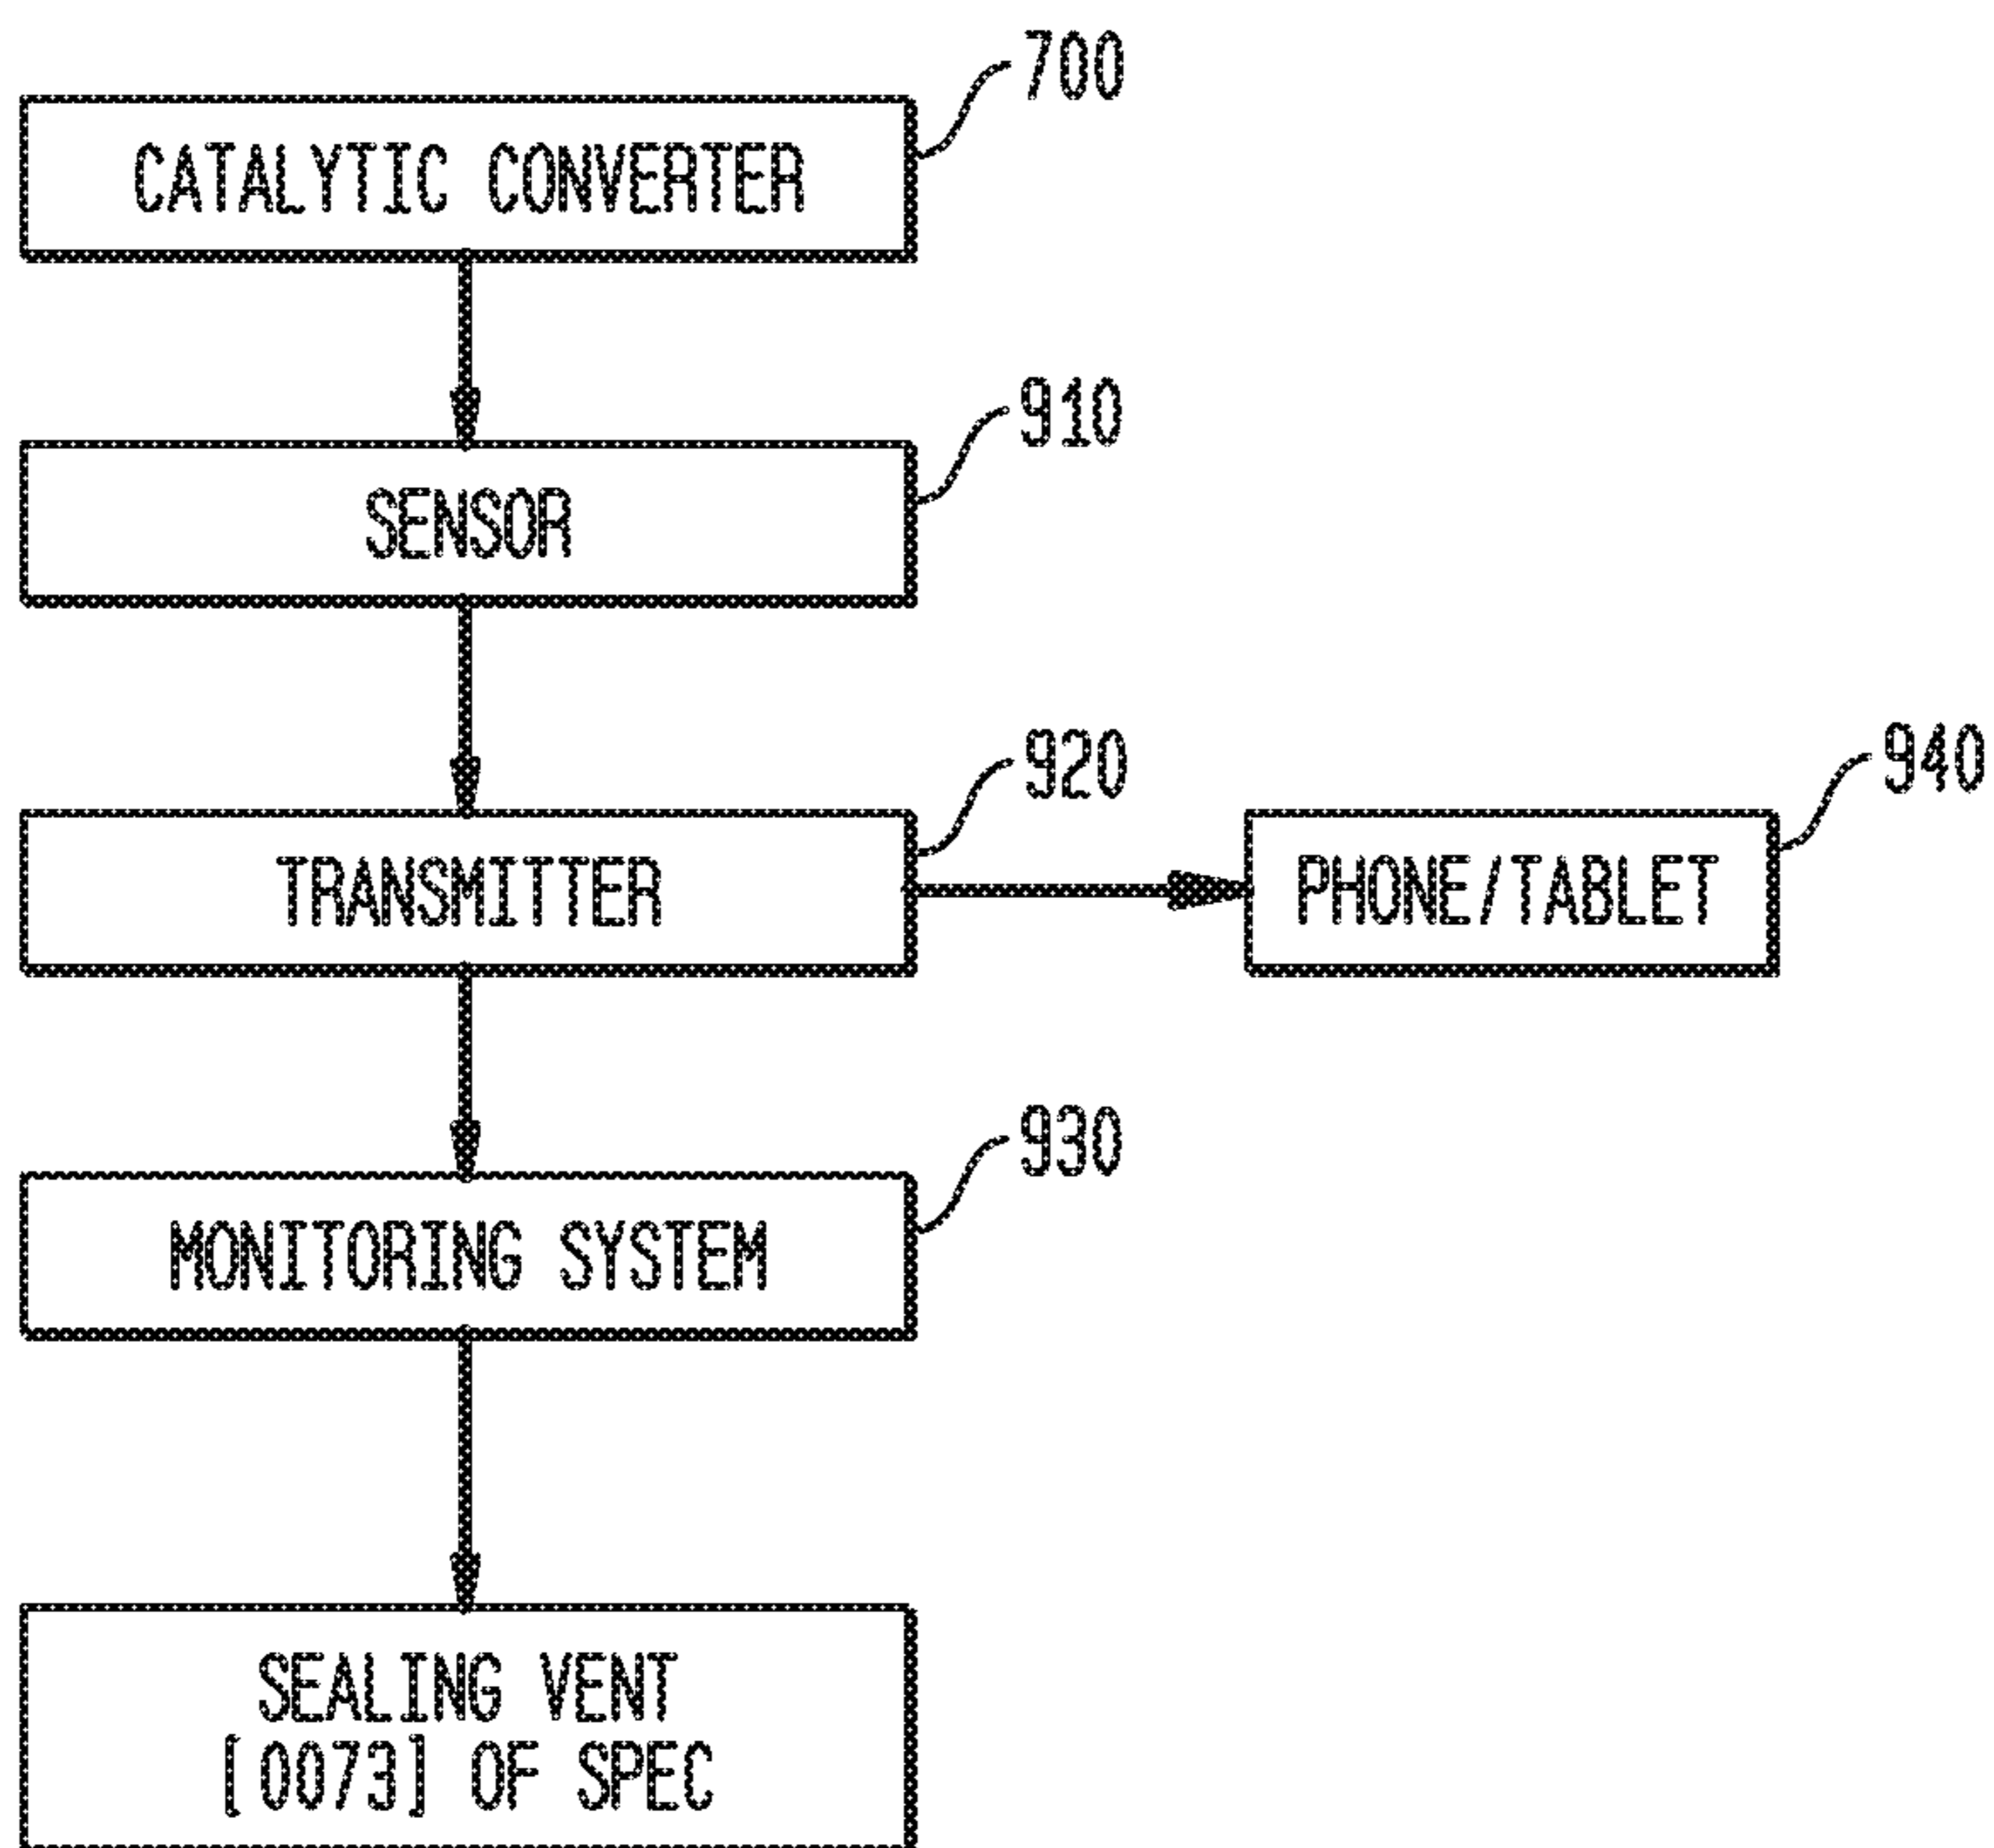 700
CATALYTIC CONVERTER
910
SENSOR
920
940
TRANSMITTER
PHONE/TABLET
930
MONITORING SYSTEM
SEALING VENT
[0073] OF SPEC